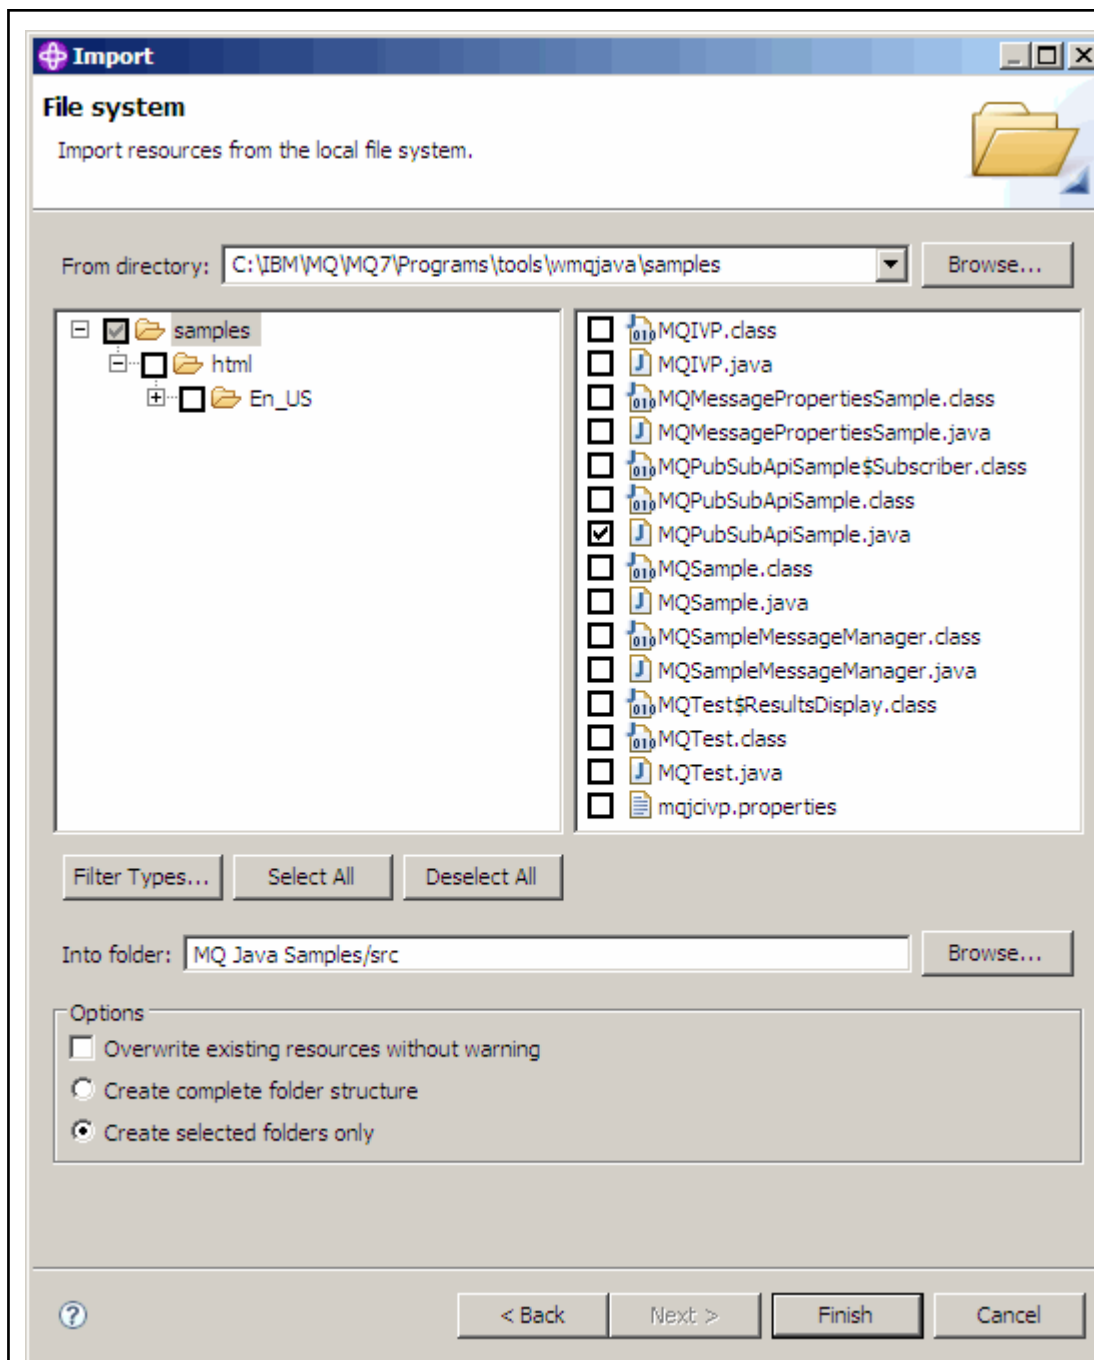 Import
File system
Import resources from the local file system.
From directory: C:\IBM\MQ\MQ7\Programs\tools\wmqjava\samples Browse...
samples
html
En_US
MQIVP.class
MQIVP.java
MQMessagePropertiesSample.class
MQMessagePropertiesSample.java
MQPubSubApiSample$Subscriber.class
MQPubSubApiSample.class
MQPubSubApiSample.java
MQSample.class
MQSample.java
MQSampleMessageManager.class
MQSampleMessageManager.java
MQTest$ResultsDisplay.class
MQTest.class
MQTest.java
mqjcivp.properties
Filter Types... Select All Deselect All
Into folder: MQ Java Samples/src Browse...
Options
Overwrite existing resources without warning
Create complete folder structure
Create selected folders only
? < Back Next > Finish Cancel